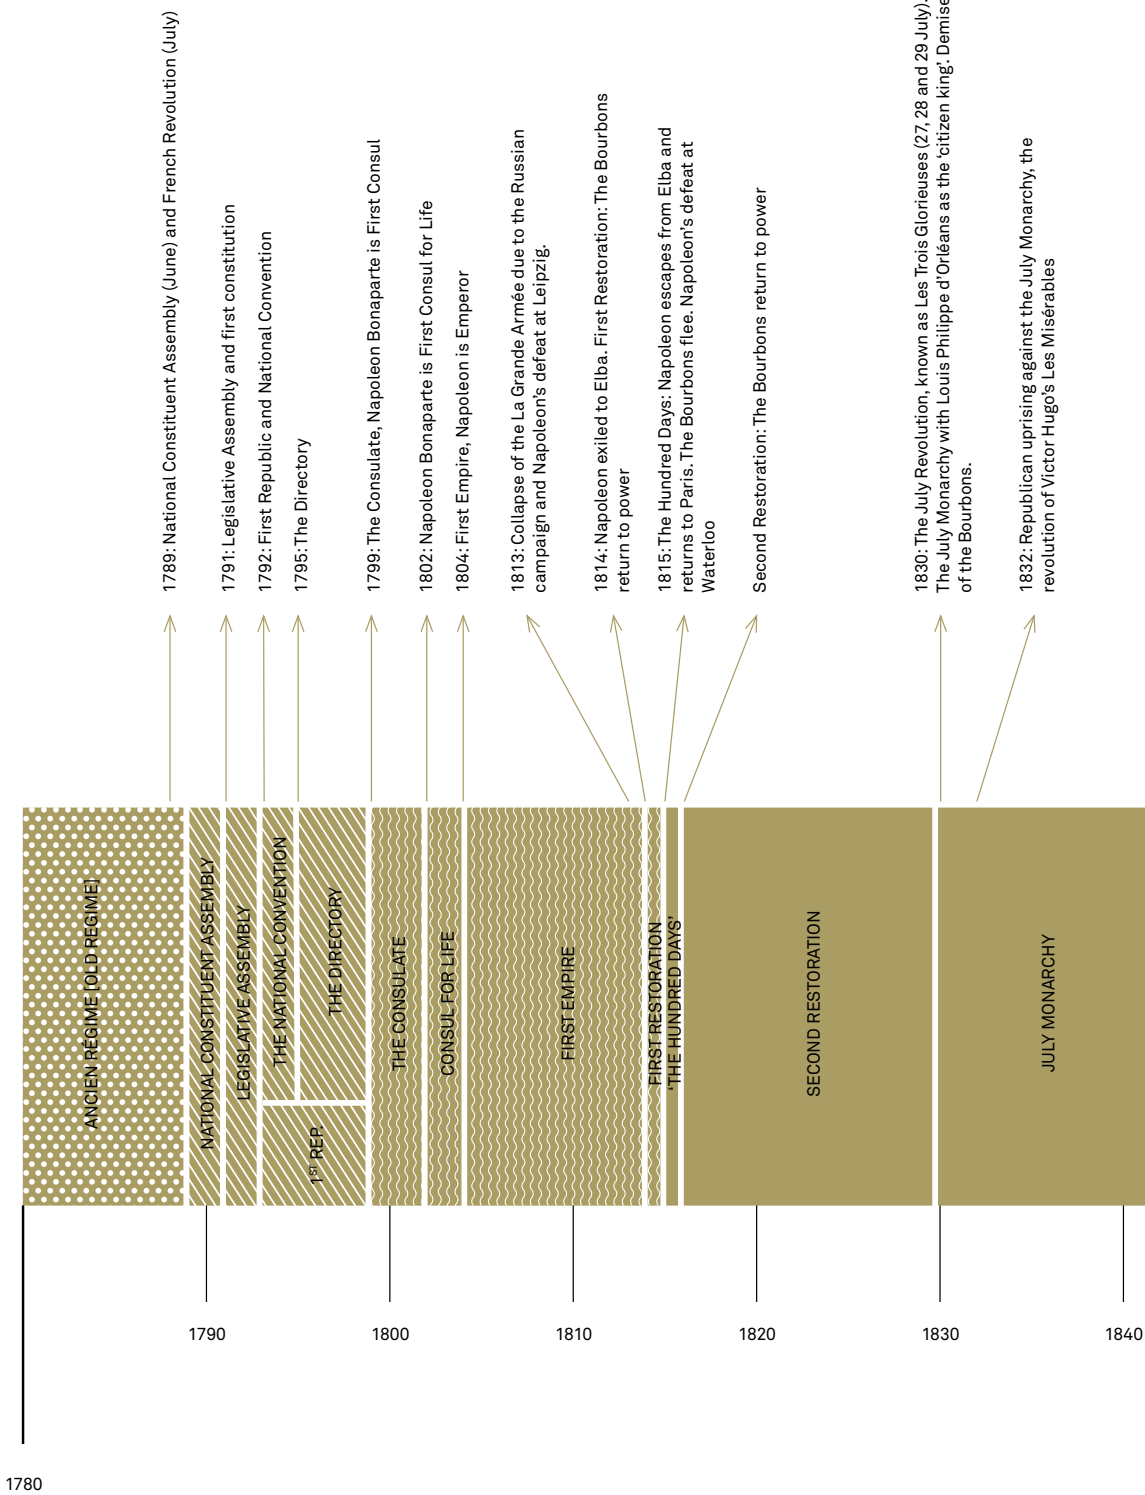 1789: National Constituent Assembly (June) and French Revolution (July)
1791: Legislative Assembly and first constitution
1792: First Republic and National Convention
1795: The Directory
1799: The Consulate, Napoleon Bonaparte is First Consul
1802: Napoleon Bonaparte is First Consul for Life
1804: First Empire, Napoleon is Emperor
1813: Collapse of the La Grande Armée due to the Russian
campaign and Napoleon's defeat at Leipzig.
1814: Napoleon exiled to Elba. First Restoration: The Bourbons
return to power
1815: The Hundred Days: Napoleon escapes from Elba and
returns to Paris. The Bourbons flee. Napoleon's defeat at
Waterloo
Second Restoration: The Bourbons return to power
1830: The July Revolution, known as Les Trois Glorieuses (27, 28 and 29 July).
The July Monarchy with Louis Philippe d'Orléans as the 'citizen king'. Demise
of the Bourbons.
1832: Republican uprising against the July Monarchy, the
revolution of Victor Hugo's Les Misérables
ANCIEN RÉGIME [OLD REGIME]
NATIONAL CONSTITUENT ASSEMBLY
LEGISLATIVE ASSEMBLY
THE NATIONAL CONVENTION
THE DIRECTORY
1ST REP.
THE CONSULATE
CONSUL FOR LIFE
FIRST EMPIRE
FIRST RESTORATION
'THE HUNDRED DAYS'
SECOND RESTORATION
JULY MONARCHY
1790
1800
1810
1820
1830
1840
1780